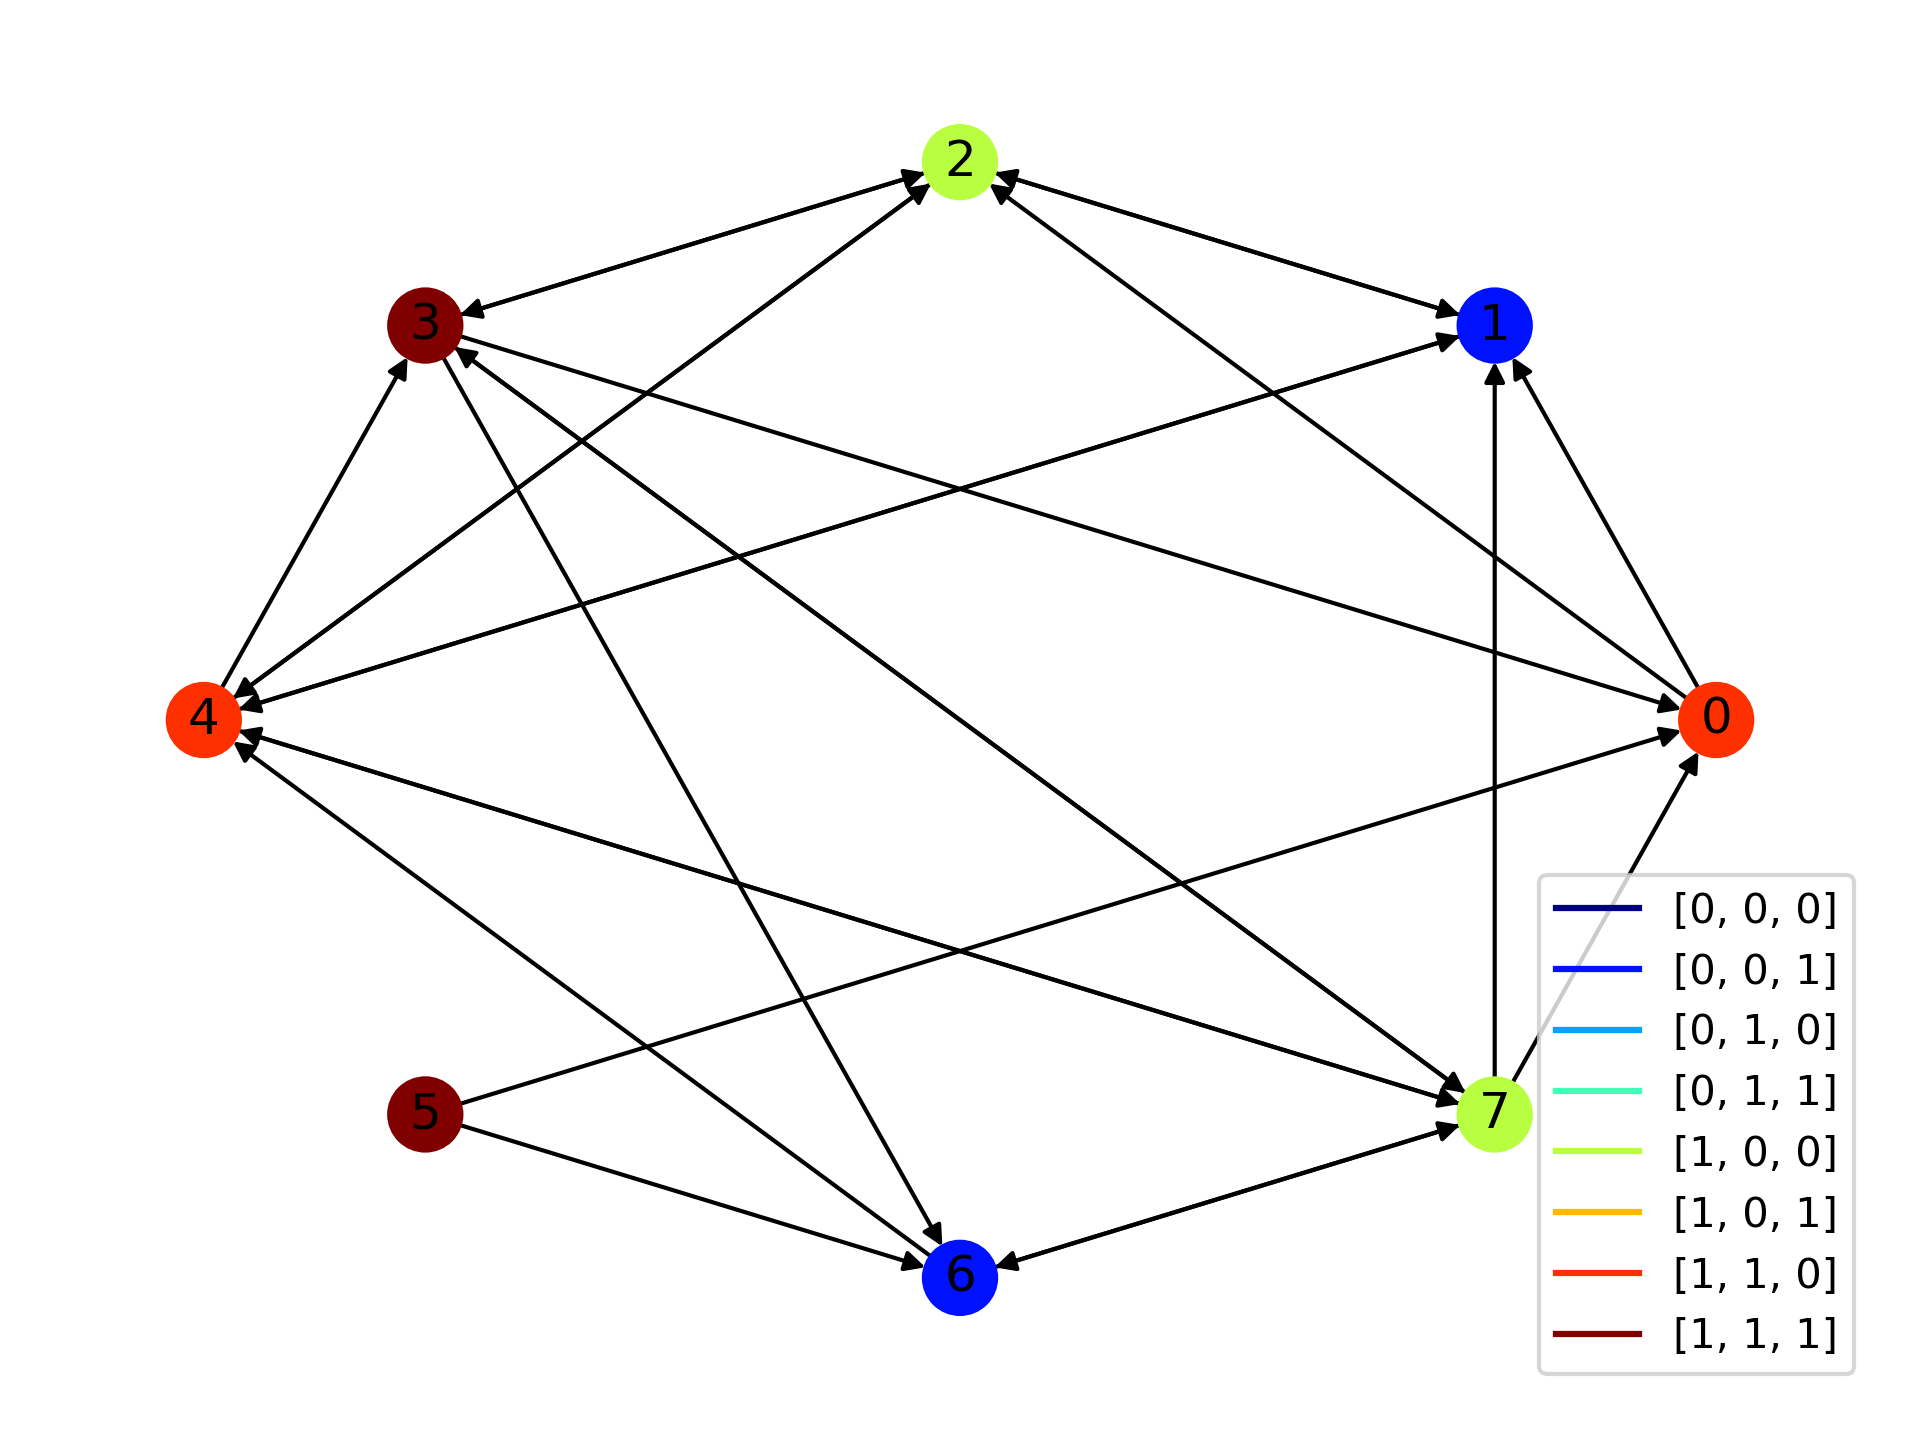 2
3
1
4
0
5
7
6
[0, 0, 0]
[0, 0, 1]
[0, 1, 0]
[0, 1, 1]
[1, 0, 0]
[1, 0, 1]
[1, 1, 0]
[1, 1, 1]